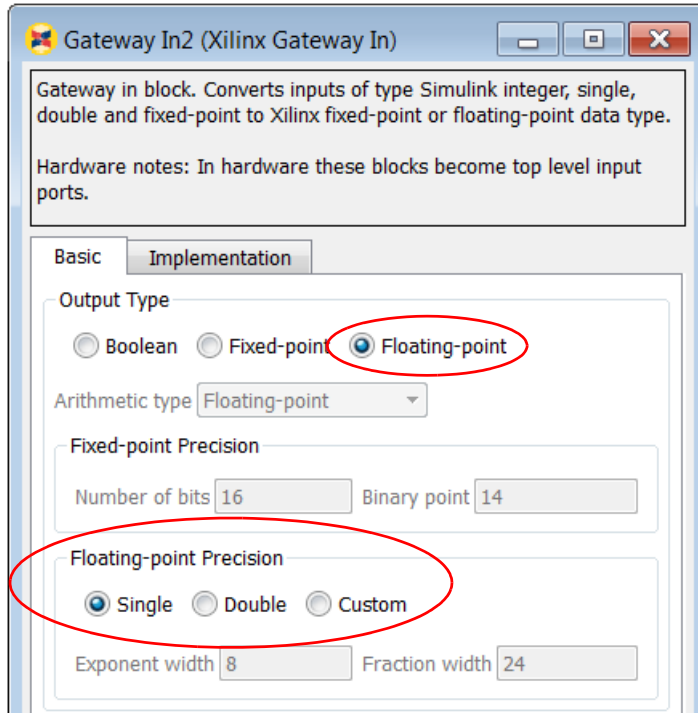 Gateway In2 (Xilinx Gateway In)
Gateway in block. Converts inputs of type Simulink integer, single,
double and fixed-point to Xilinx fixed-point or floating-point data type.
Hardware notes: In hardware these blocks become top level input
ports.
Basic Implementation
Output Type
Boolean Fixed-point Floating-point
Arithmetic type Floating-point
Fixed-point Precision
Number of bits 16 Binary point 14
Floating-point Precision
Single Double Custom
Exponent width 8 Fraction width 24